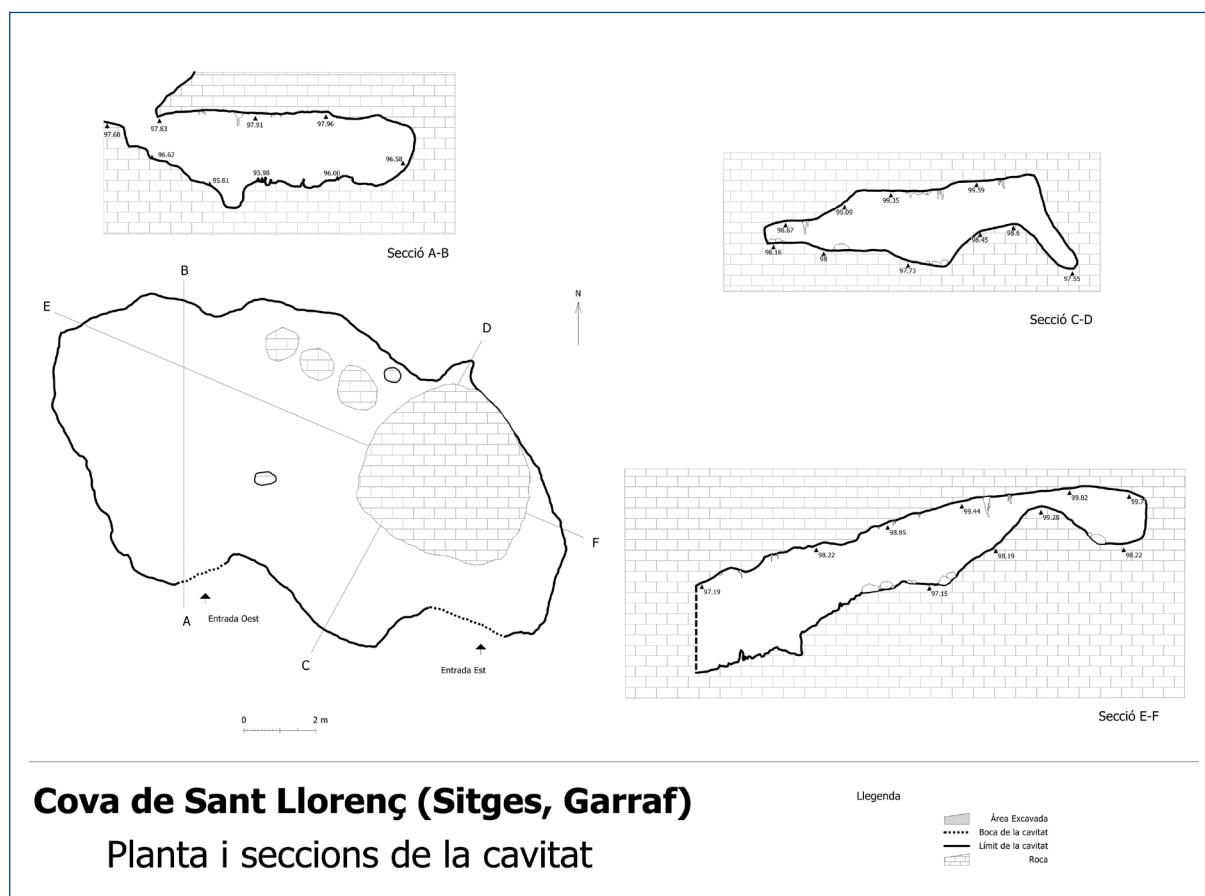 97.83
97.91
97.96
97.68
96.62
96.58
95.81
95.98
96.00
Secció A-B
99.59
99.35
99.09
98.67
98.16
98
98.45
98.6
97.73
97.55
Secció C-D
B
E
N
D
F
A
Entrada Oest
C
Entrada Est
0 2 m
99.82
99.7
99.44
99.28
98.85
98.22
98.19
98.22
97.19
97.15
Secció E-F
Cova de Sant Llorenç (Sitges, Garraf)
Planta i seccions de la cavitat
Llegenda
Àrea Excavada
Boca de la cavitat
Límit de la cavitat
Roca